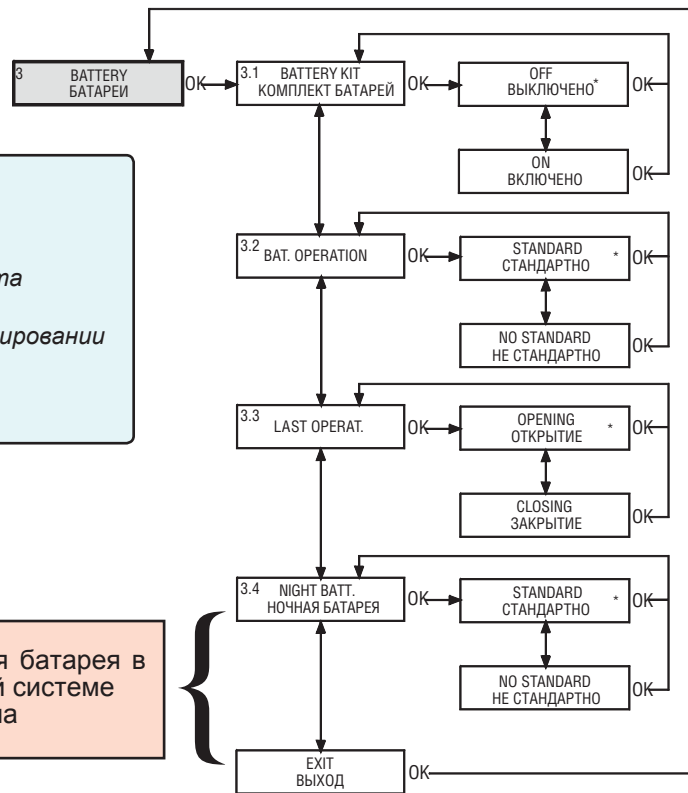 3 BATTERY
БАТАРЕИ
OK
3.1 BATTERY KIT
КОМПЛЕКТ БАТАРЕЙ
OK
OFF
ВЫКЛЮЧЕНО*
OK
ON
ВКЛЮЧЕНО
OK
3.2 BAT. OPERATION
OK
STANDARD
СТАНДАРТНО *
OK
NO STANDARD
НЕ СТАНДАРТНО
OK
3.3 LAST OPERAT.
OK
OPENING
ОТКРЫТИЕ *
OK
CLOSING
ЗАКРЫТИЕ
OK
3.4 NIGHT BATT.
НОЧНАЯ БАТАРЕЯ
OK
STANDARD
СТАНДАРТНО *
OK
NO STANDARD
НЕ СТАНДАРТНО
OK
EXIT
ВЫХОД
OK
та
ировании
я батарея в
й системе
на